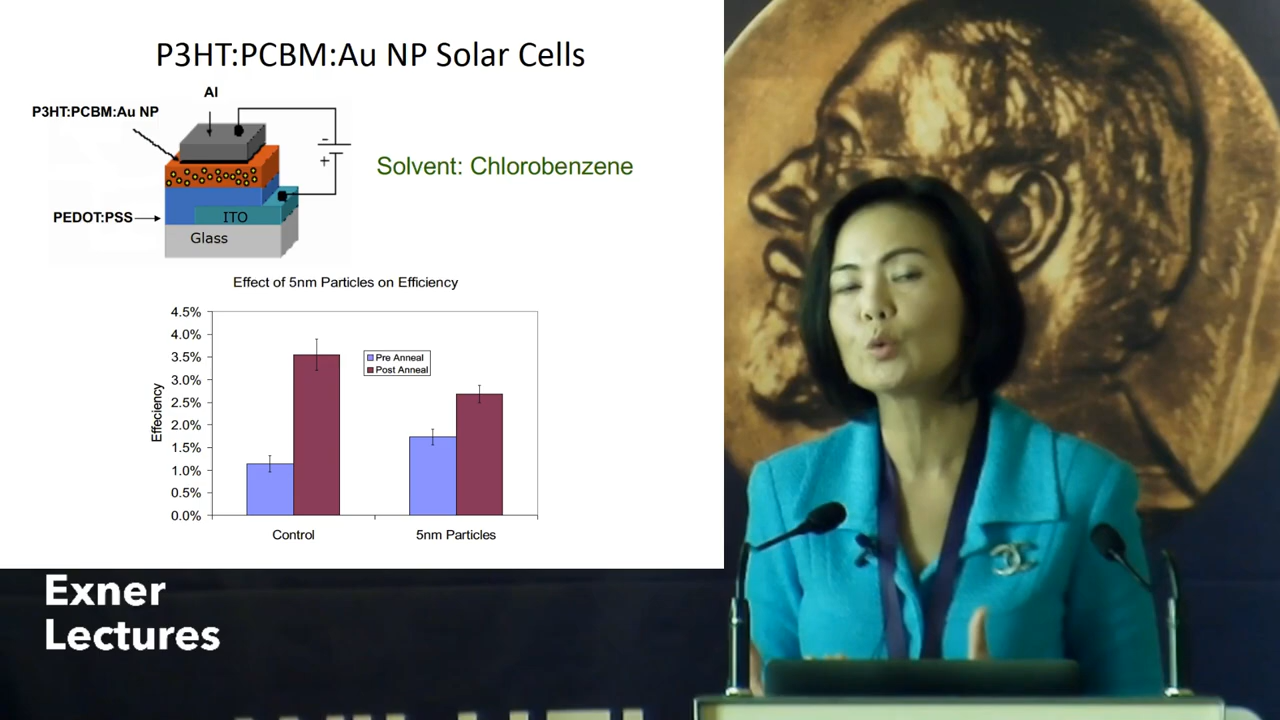 P3HT:PCBM:Au NP Solar Cells
Al
P3HT:PCBM:Au NP
-
+
Solvent: Chlorobenzene
PEDOT:PSS
ITO
Glass
Effect of 5nm Particles on Efficiency
4.5%
4.0%
3.5%
3.0%
2.5%
2.0%
1.5%
1.0%
0.5%
0.0%
Effeciency
Pre Anneal
Post Anneal
Control
5nm Particles
Exner
Lectures